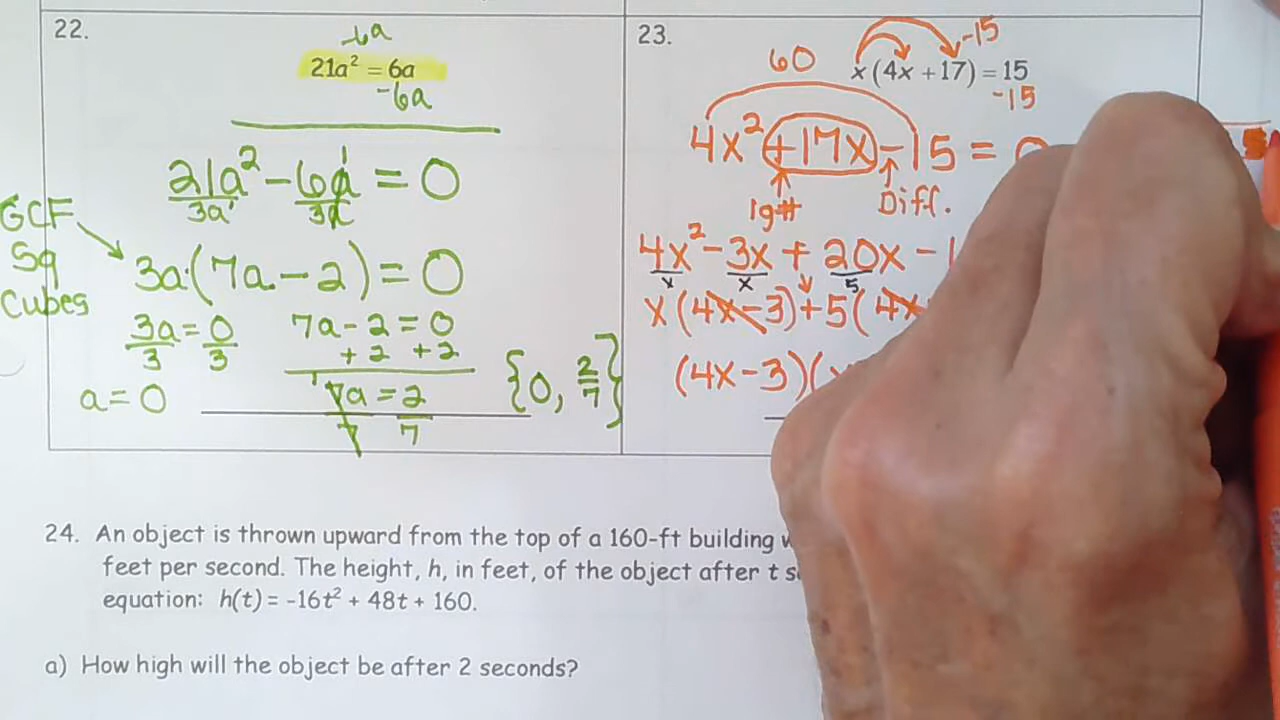 22.
-6a
21a² = 6a
-6a
21a² - 6a = 0
3a 3a
GCF
Sq
Cubes
3a·(7a - 2) = 0
3a = 0
3 3
a = 0
7a - 2 = 0
+2 +2
7a = 2
7 7
{0, 2/7}
23.
-15
60
x(4x + 17) = 15
-15
4x² + 17x - 15 =
lg# Diff.
4x² - 3x + 20x -
x x 5
x(4x - 3) + 5(4x
(4x - 3)(
24. An object is thrown upward from the top of a 160-ft building
feet per second. The height, h, in feet, of the object after t
equation: h(t) = -16t² + 48t + 160.
a) How high will the object be after 2 seconds?